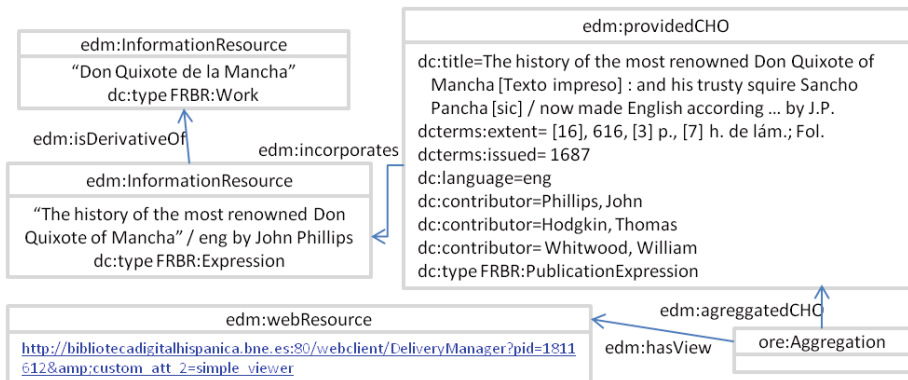 edm:InformationResource
“Don Quixote de la Mancha”
dc:type FRBR:Work
edm:isDerivativeOf
edm:InformationResource
“The history of the most renowned Don
Quixote of Mancha” / eng by John Phillips
dc:type FRBR:Expression
edm:incorporates
edm:providedCHO
dc:title=The history of the most renowned Don Quixote of
Mancha [Texto impreso] : and his trusty squire Sancho
Pancha [sic] / now made English according ... by J.P.
dcterms:extent= [16], 616, [3] p., [7] h. de lám.; Fol.
dcterms:issued= 1687
dc:language=eng
dc:contributor=Phillips, John
dc:contributor=Hodgkin, Thomas
dc:contributor= Whitwood, William
dc:type FRBR:PublicationExpression
edm:agreggatedCHO
edm:webResource
http://bibliotecadigitalhispanica.bne.es:80/webclient/DeliveryManager?pid=1811
612&amp;custom_att_2=simple_viewer
edm:hasView
ore:Aggregation